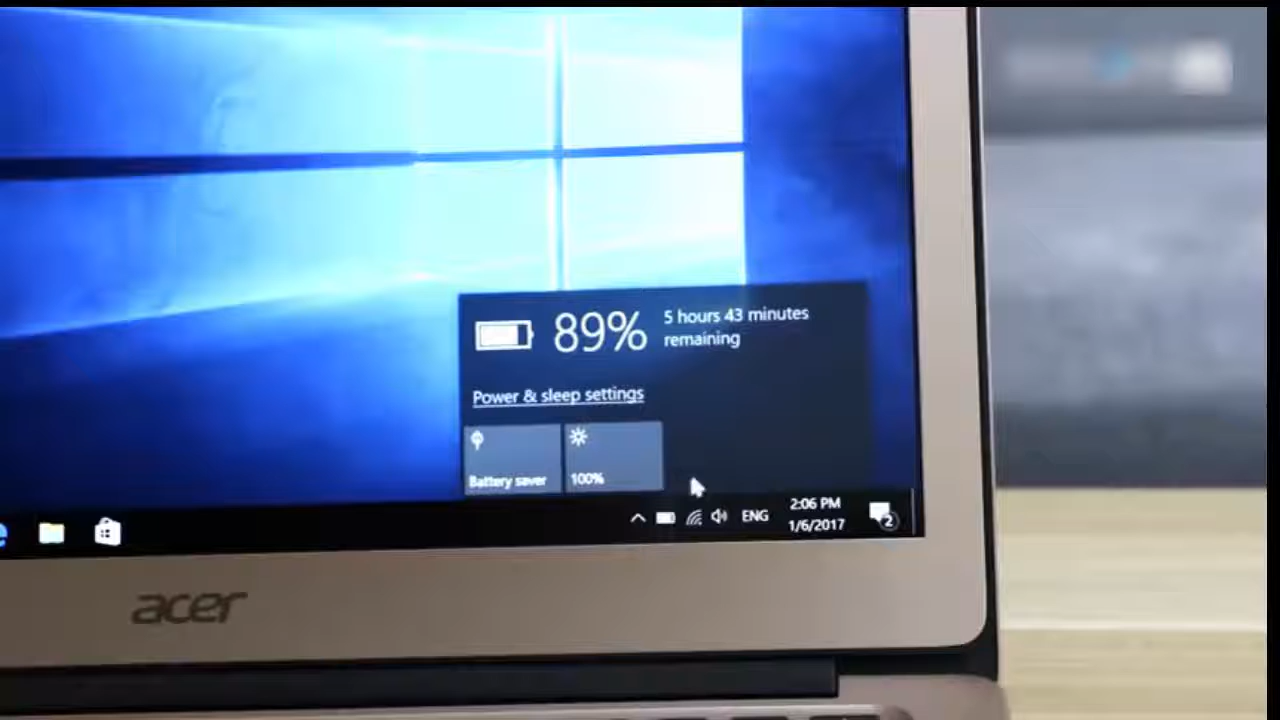 89%
5 hours 43 minutes
remaining
Power & sleep settings
Battery saver
100%
ENG
2:06 PM
1/6/2017
2
acer